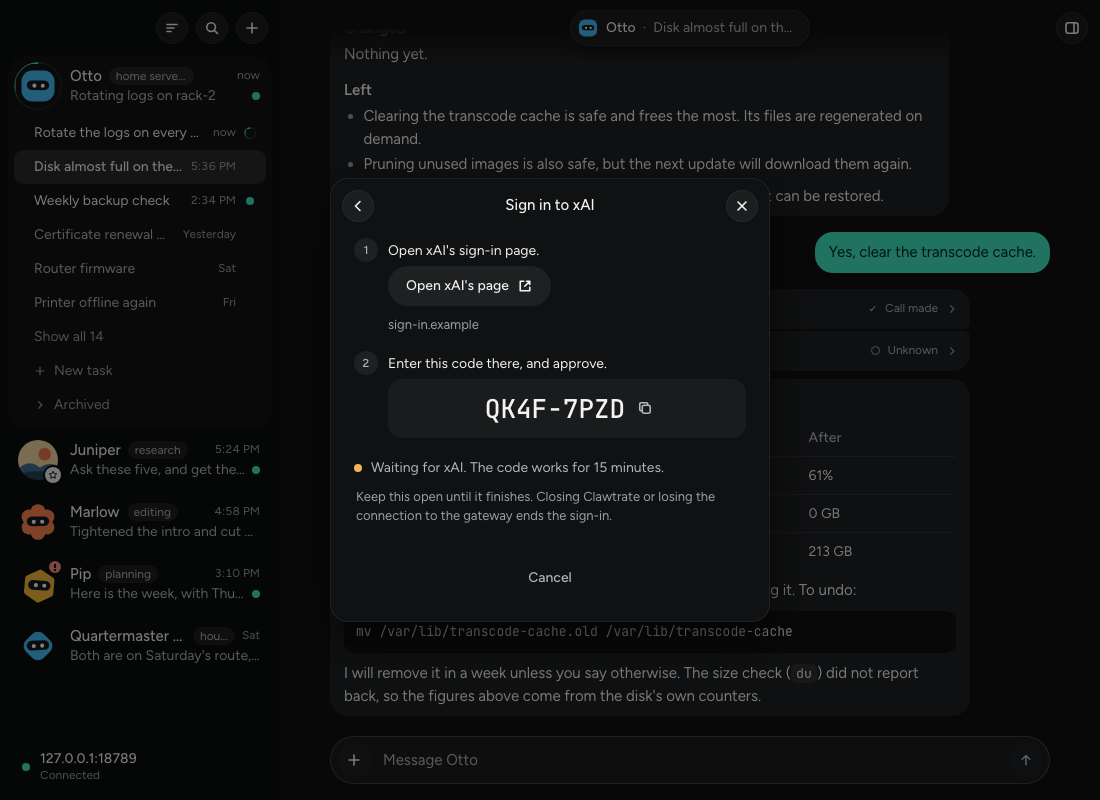 Otto · Disk almost full on th...
Otto home serve... now
Rotating logs on rack-2
Rotate the logs on every ... now
Disk almost full on the... 5:36 PM
Weekly backup check 2:34 PM
Certificate renewal ... Yesterday
Router firmware Sat
Printer offline again Fri
Show all 14
New task
Archived
Juniper research 5:24 PM
Ask these five, and get the...
Marlow editing 4:58 PM
Tightened the intro and cut ...
Pip planning 3:10 PM
Here is the week, with Thu...
Quartermaster ... hou... Sat
Both are on Saturday's route,...
127.0.0.1:18789
Connected
Nothing yet.
Left
• Clearing the transcode cache is safe and frees the most. Its files are regenerated on
demand.
• Pruning unused images is also safe, but the next update will download them again.
can be restored.
Yes, clear the transcode cache.
Call made
Unknown
After
61%
0 GB
213 GB
it. To undo:
mv /var/lib/transcode-cache.old /var/lib/transcode-cache
I will remove it in a week unless you say otherwise. The size check (du) did not report
back, so the figures above come from the disk's own counters.
Message Otto
Sign in to xAI
1 Open xAI's sign-in page.
Open xAI's page
sign-in.example
2 Enter this code there, and approve.
QK4F-7PZD
Waiting for xAI. The code works for 15 minutes.
Keep this open until it finishes. Closing Clawtrate or losing the
connection to the gateway ends the sign-in.
Cancel